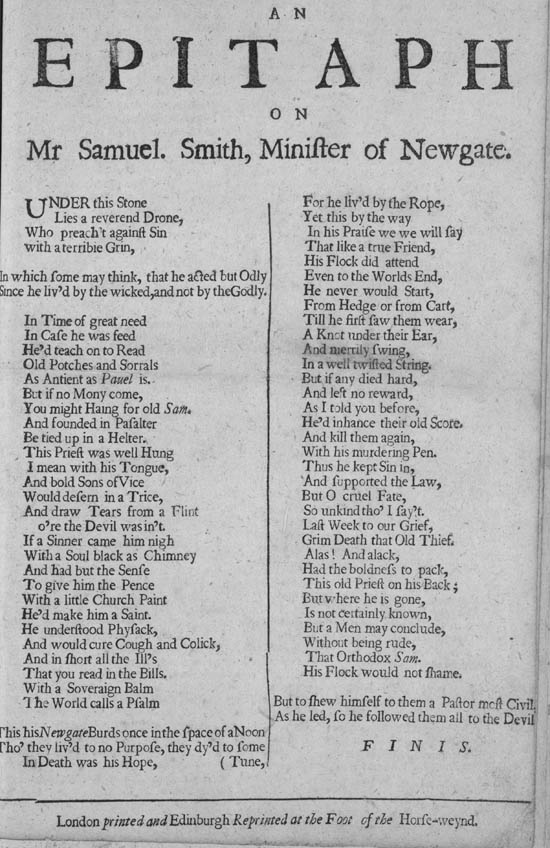 AN
EPITAPH
ON
Mr Samuel. Smith, Miniſter of Newgate.
UNDER this Stone
Lies a reverend Drone,
Who preach't againſt Sin
with a terrible Grin,
In which ſome may think, that he acted but Odly
Since he liv'd by the wicked, and not by the Godly.
In Time of great need
In Caſe he was feed
He'd teach on to Read
Old Potches and Sorrals
As Antient as Pauel is.
But if no Mony come,
You might Haing for old Sam.
And founded in Paſalter
Be tied up in a Helter.
This Prieſt was well Hung
I mean with his Tongue,
And bold Sons of Vice
Would deſern in a Trice,
And draw Tears from a Flint
o're the Devil was in't.
If a Sinner came him nigh
With a Soul black as Chimney
And had but the Senſe
To give him the Pence
With a little Church Paint
He'd make him a Saint.
He underſtood Phyſack,
And would cure Cough and Colick,
And in ſhort all the Ill's
That you read in the Bills.
With a Soveraign Balm
The World calls a Pſalm
This his Newgate Burds once in the ſpace of a Noon
Tho' they liv'd to no Purpoſe, they dy'd to ſome
In Death was his Hope, ( Tune,
For he liv'd by the Rope,
Yet this by the way
In his Praiſe we we will ſay
That like a true Friend,
His Flock did attend
Even to the Worlds End,
He never would Start,
From Hedge or from Cart,
Till he firſt ſaw them wear,
A Knot under their Ear,
And merrily ſwing,
In a well twiſted String.
But if any died hard,
And left no reward,
As I told you before,
He'd inhance their old Score.
And kill them again,
With his murdering Pen.
Thus he kept Sin in,
And ſupported the Law,
But O cruel Fate,
So unkind tho' I ſay't.
Laſt Week to our Grief,
Grim Death that Old Thief.
Alas! And alack,
Had the boldneſs to pack,
This old Prieſt on his Back;
But where he is gone,
Is not certainly known,
But a Men may conclude,
Without being rude,
That Orthodox Sam.
His Flock would not ſhame.
But to ſhew himſelf to them a Paſtor moſt Civil
As he led, ſo he followed them all to the Devil
FINIS.
London printed and Edinburgh Reprinted at the Foot of the Horſe-weynd.